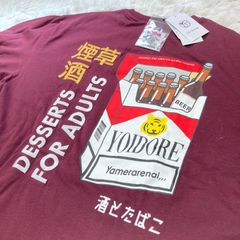 煙草
酒
DESSERTS
FOR ADULTS
BEER
YOIDORE
Yamerarenai,,,
酒とたばこ